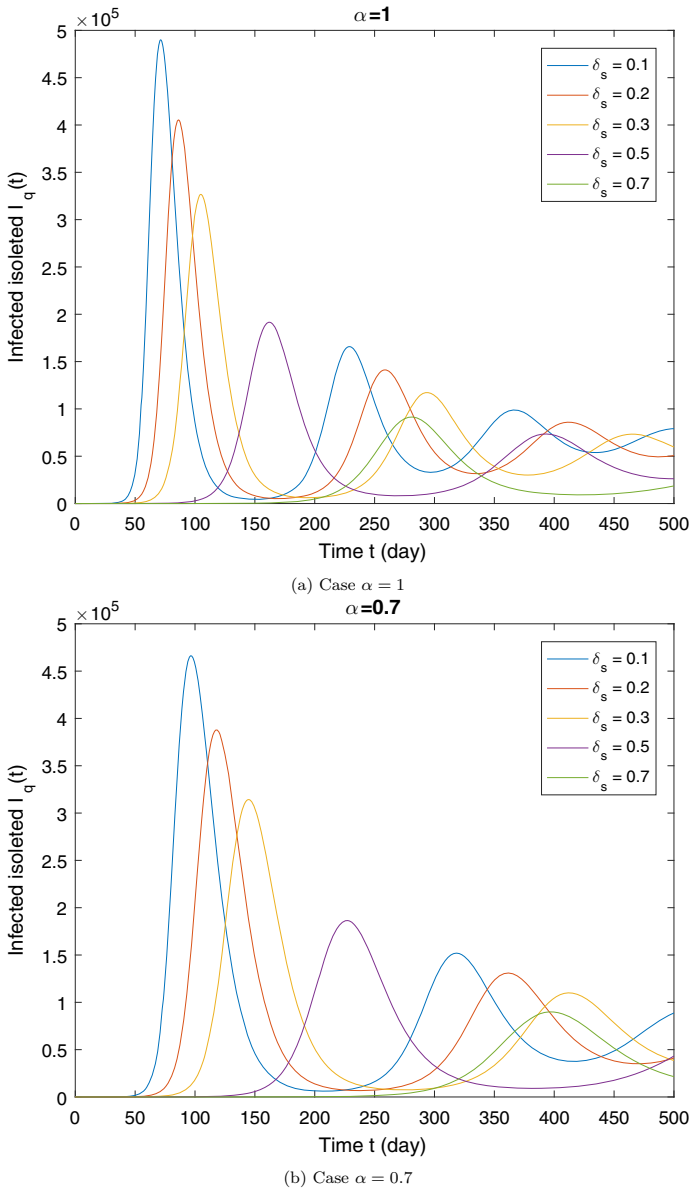 α=1
×10^5
5
4.5
4
3.5
3
2.5
2
1.5
1
0.5
0
Infected isoleted I_q(t)
δ_s = 0.1
δ_s = 0.2
δ_s = 0.3
δ_s = 0.5
δ_s = 0.7
0 50 100 150 200 250 300 350 400 450 500
Time t (day)
(a) Case α = 1
α=0.7
×10^5
5
4.5
4
3.5
3
2.5
2
1.5
1
0.5
0
Infected isoleted I_q(t)
δ_s = 0.1
δ_s = 0.2
δ_s = 0.3
δ_s = 0.5
δ_s = 0.7
0 50 100 150 200 250 300 350 400 450 500
Time t (day)
(b) Case α = 0.7